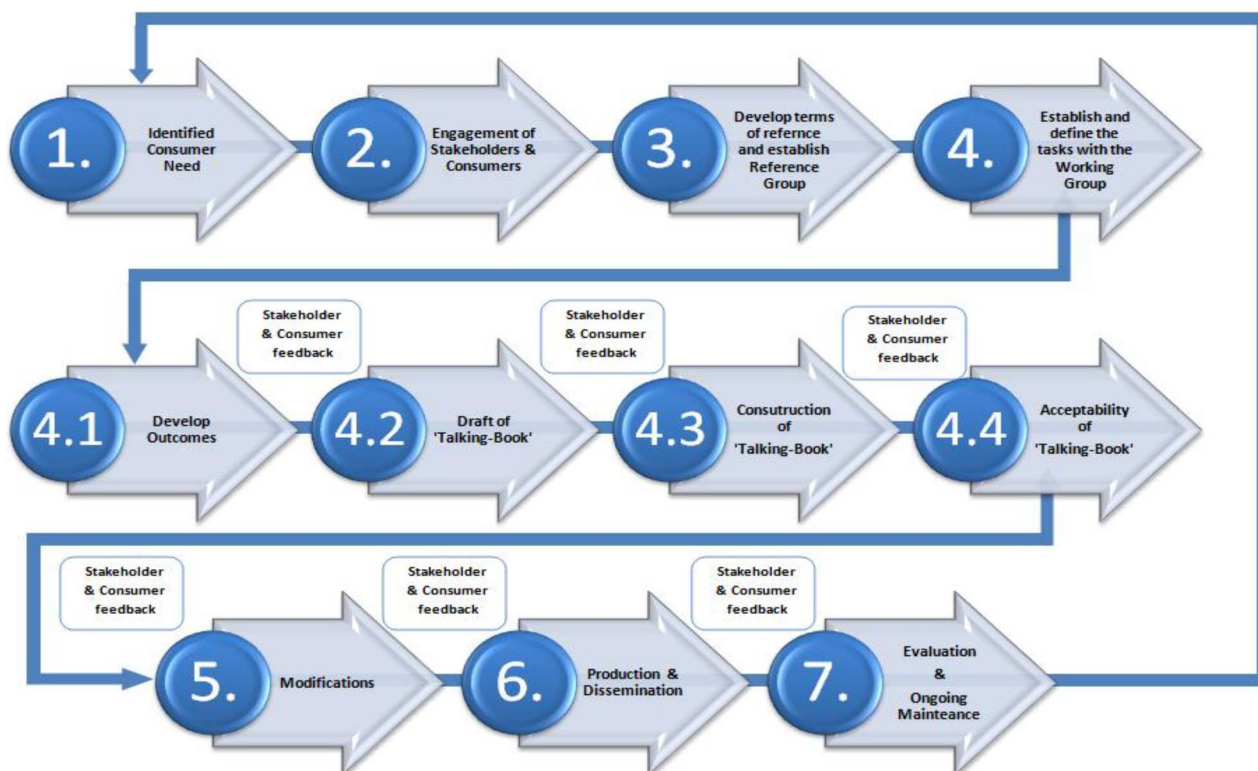 1.
Identified
Consumer
Need
2.
Engagement of
Stakeholders &
Consumers
3.
Develop terms
of refernce
and establish
Reference
Group
4.
Establish and
define the
tasks with the
Working
Group
4.1
Develop
Outcomes
Stakeholder
& Consumer
feedback
4.2
Draft of
'Talking-Book'
Stakeholder
& Consumer
feedback
4.3
Consutruction
of
'Talking-Book'
Stakeholder
& Consumer
feedback
4.4
Acceptability
of
'Talking-Book'
Stakeholder
& Consumer
feedback
5.
Modifications
Stakeholder
& Consumer
feedback
6.
Production &
Dissemination
Stakeholder
& Consumer
feedback
7.
Evaluation
&
Ongoing
Mainteance